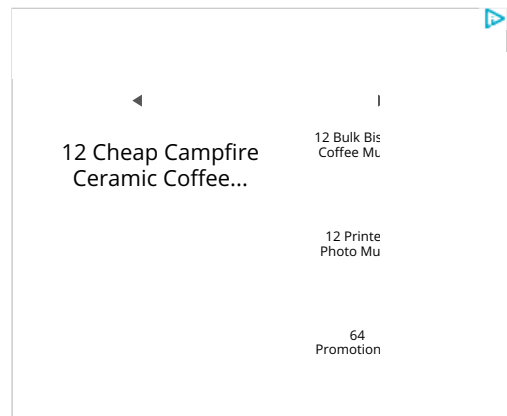 12 Cheap Campfire
Ceramic Coffee...
12 Bulk Bis
Coffee Mu
12 Printe
Photo Mu
64
Promotion